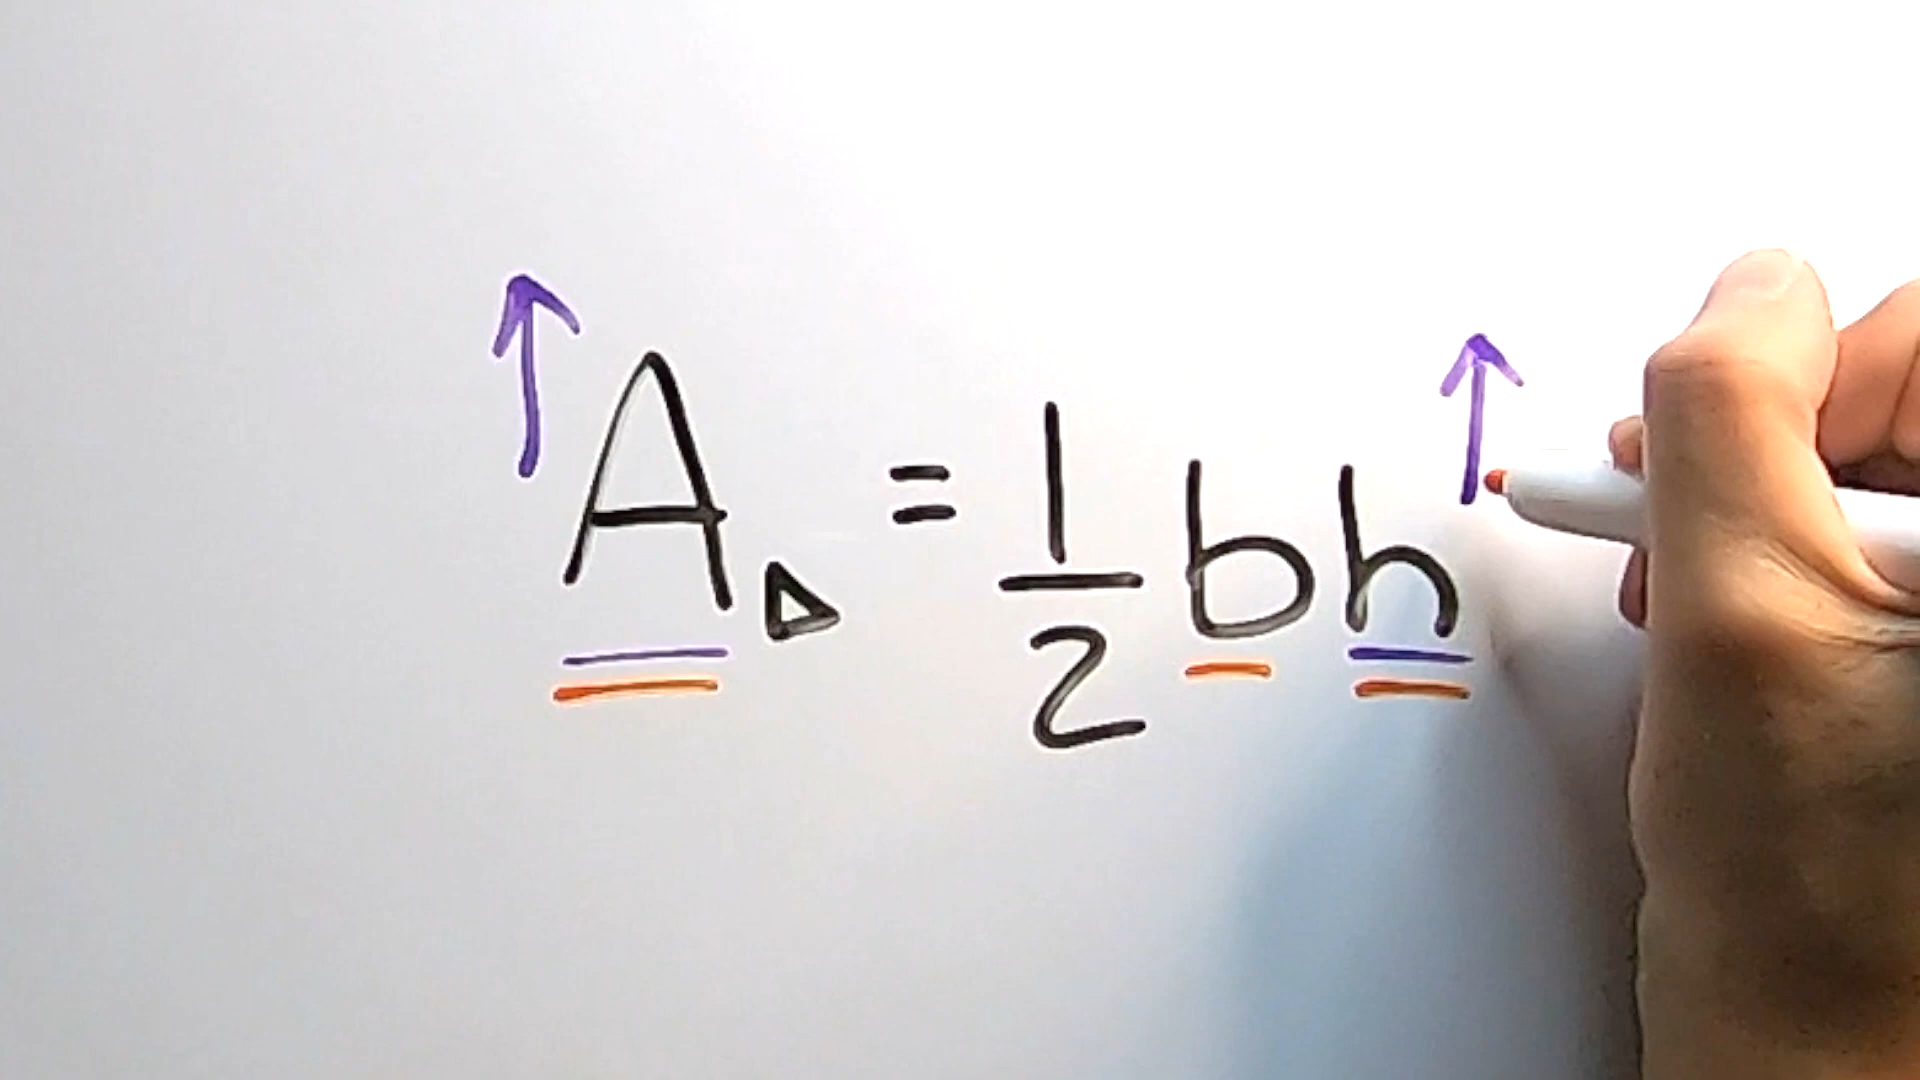 ↑A△ = 1/2 bh↑